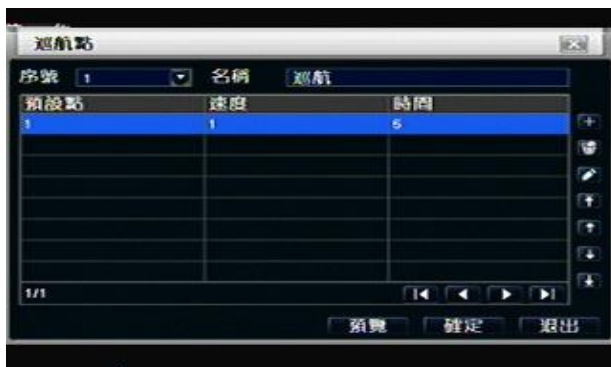 巡航點
序號 1 名稱 巡航
預設點 速度 時間
1 1 5
1/1
預覽 確定 退出